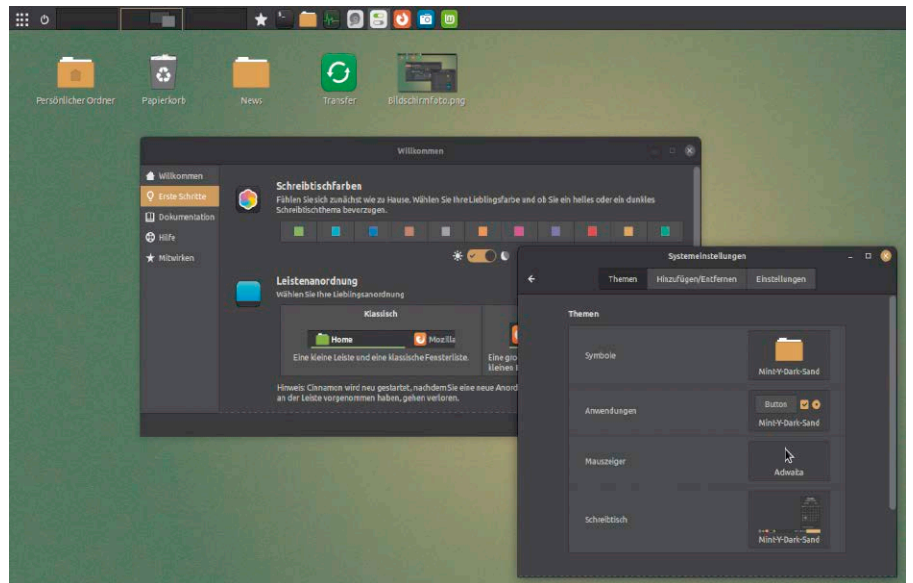 Persönlicher Ordner
Papierkorb
News
Transfer
Bildschirmfoto.png
Willkommen
Willkommen
Erste Schritte
Dokumentation
Hilfe
Mitwirken
Schreibtischfarben
Fühlen Sie sich zunächst wie zu Hause. Wählen Sie Ihre Lieblingsfarbe und ob Sie ein helles oder ein dunkles
Schreibtischthema bevorzugen.
Leistenanordnung
Wählen Sie Ihre Lieblingsanordnung
Klassisch
Home
Mozilla
Eine kleine Leiste und eine klassische Fensterliste.
Eine gro
kleinen
Hinweis: Cinnamon wird neu gestartet, nachdem Sie eine neue Anord
an der Leiste vorgenommen haben, gehen verloren.
Systemeinstellungen
Themen
Hinzufügen/Entfernen
Einstellungen
Themen
Symbole
Mint-Y-Dark-Sand
Anwendungen
Button
Mint-Y-Dark-Sand
Mauszeiger
Adwaita
Schreibtisch
Mint-Y-Dark-Sand